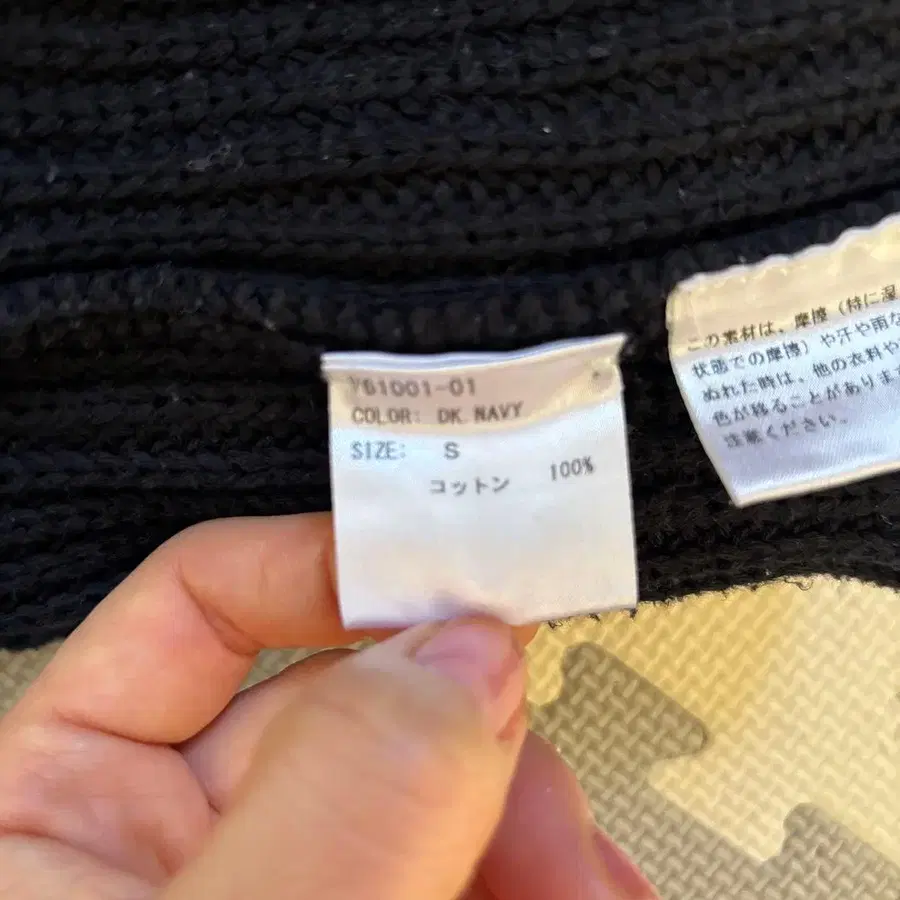 Y61001-01
COLOR: DK.NAVY
SIZE: S
コットン 100%
この素材は、摩擦（特に湿
状態での摩擦）や汗や雨な
ぬれた時は、他の衣料や
色が移ることがあります
注意ください。